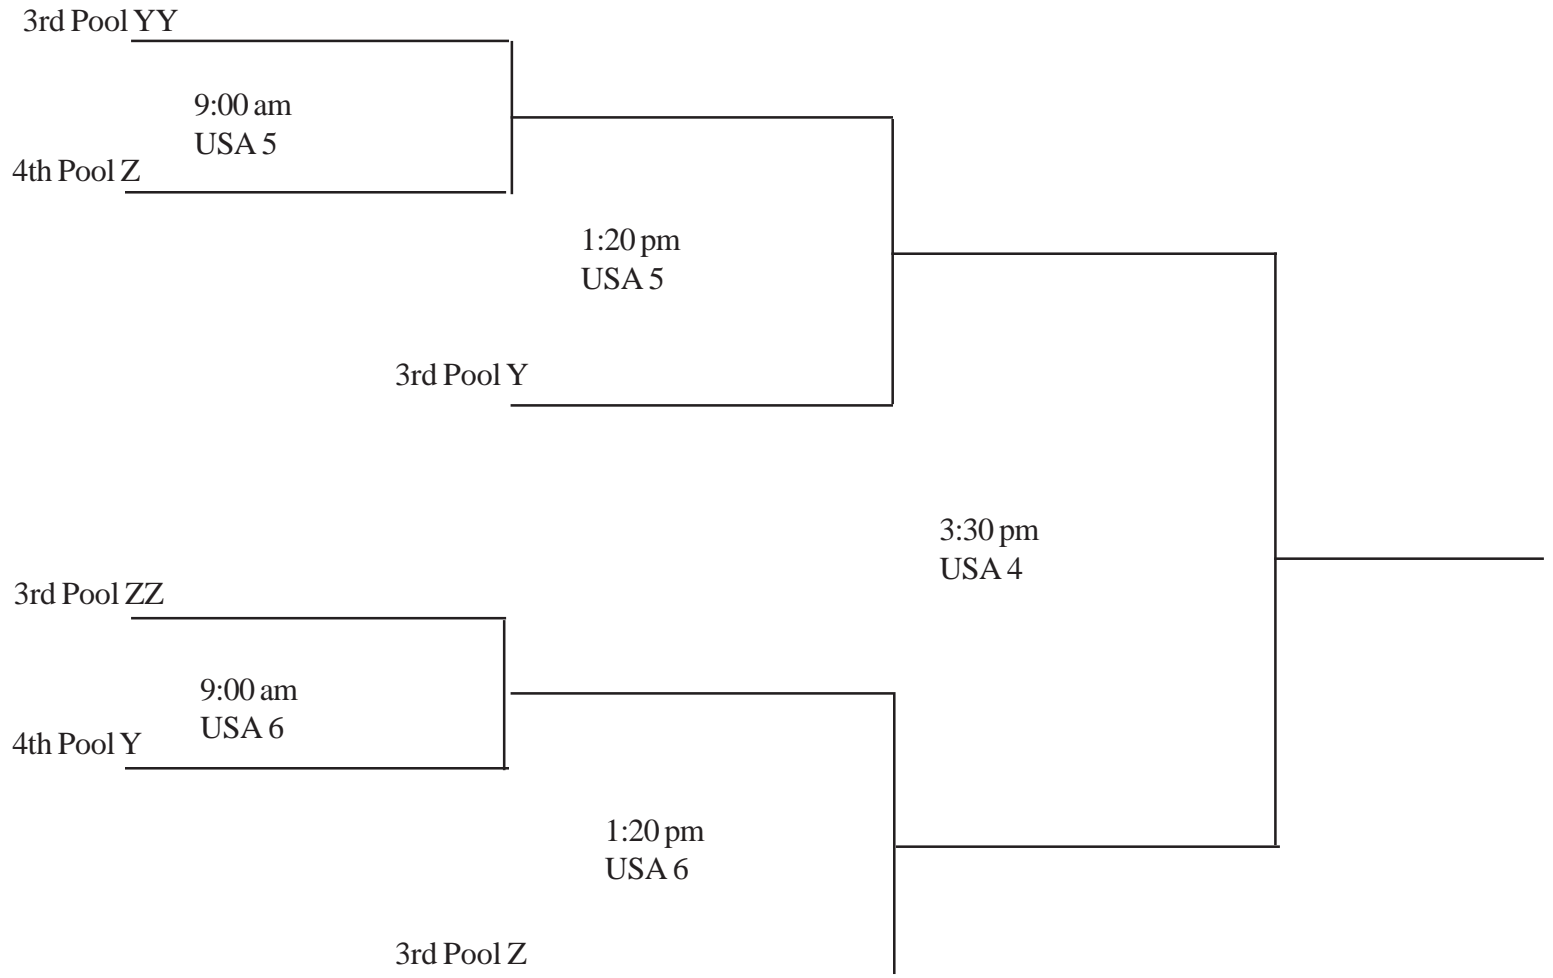 3rd Pool YY
9:00 am
USA 5
4th Pool Z
1:20 pm
USA 5
3rd Pool Y
3:30 pm
USA 4
3rd Pool ZZ
9:00 am
USA 6
4th Pool Y
1:20 pm
USA 6
3rd Pool Z